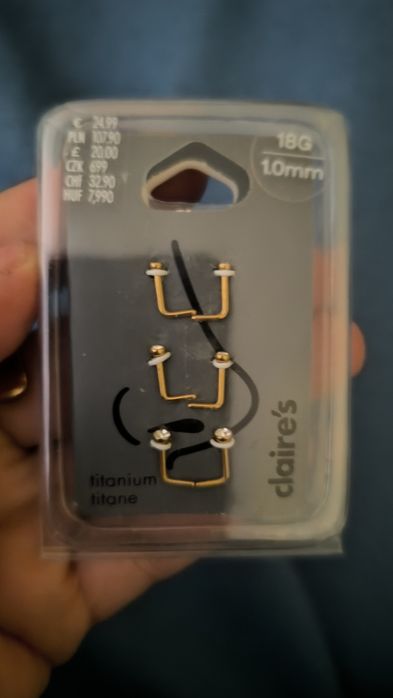 € 24.99
PLN 107.90
£ 20.00
CZK 699
CHF 32.90
HUF 7,990
18G
1.0mm
titanium
titane
claire's